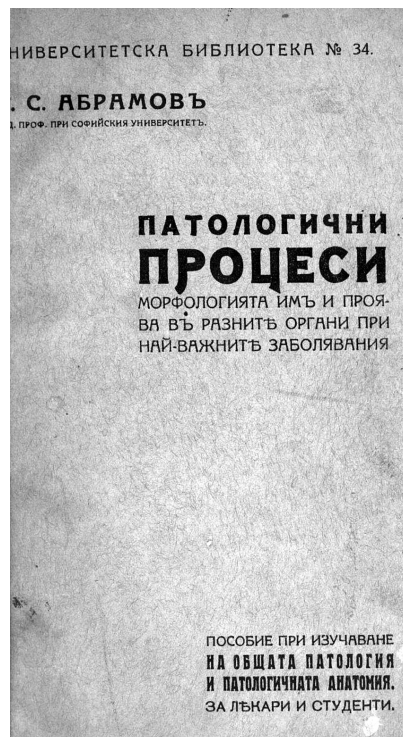 НИВЕРСИТЕТСКА БИБЛИОТЕКА № 34.
. С. АБРАМОВЪ
. ПРОФ. ПРИ СОФИЙСКИЯ УНИВЕРСИТЕТЪ.
ПАТОЛОГИЧНИ
ПРОЦЕСИ
МОРФОЛОГИЯТА ИМЪ И ПРОЯ-
ВА ВЪ РАЗНИТѢ ОРГАНИ ПРИ
НАЙ-ВАЖНИТѢ ЗАБОЛЯВАНИЯ
ПОСОБИЕ ПРИ ИЗУЧАВАНЕ
НА ОБЩАТА ПАТОЛОГИЯ
И ПАТОЛОГИЧНАТА АНАТОМИЯ.
ЗА ЛѢКАРИ И СТУДЕНТИ.